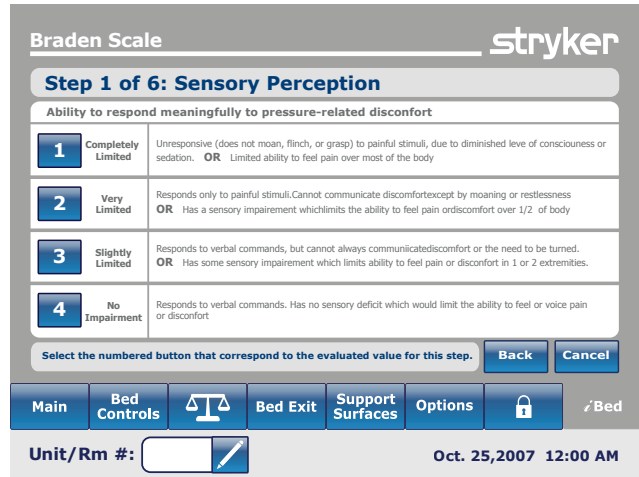 Braden Scale
stryker
Step 1 of 6: Sensory Perception
Ability to respond meaningfully to pressure-related disconfort
1
Completely
Limited
Unresponsive (does not moan, flinch, or grasp) to painful stimuli, due to diminished leve of consciouness or
sedation. OR Limited ability to feel pain over most of the body
2
Very
Limited
Responds only to painful stimuli.Cannot communicate discomfortexcept by moaning or restlessness
OR Has a sensory impairement whichlimits the ability to feel pain ordiscomfort over 1/2 of body
3
Slightly
Limited
Responds to verbal commands, but cannot always communiicatediscomfort or the need to be turned.
OR Has some sensory impairement which limits ability to feel pain or disconfort in 1 or 2 extremities.
4
No
Impairment
Responds to verbal commands. Has no sensory deficit which would limit the ability to feel or voice pain
or disconfort
Select the numbered button that correspond to the evaluated value for this step.
Back
Cancel
Main
Bed
Controls
Bed Exit
Support
Surfaces
Options
iBed
Unit/Rm #:
Oct. 25,2007 12:00 AM